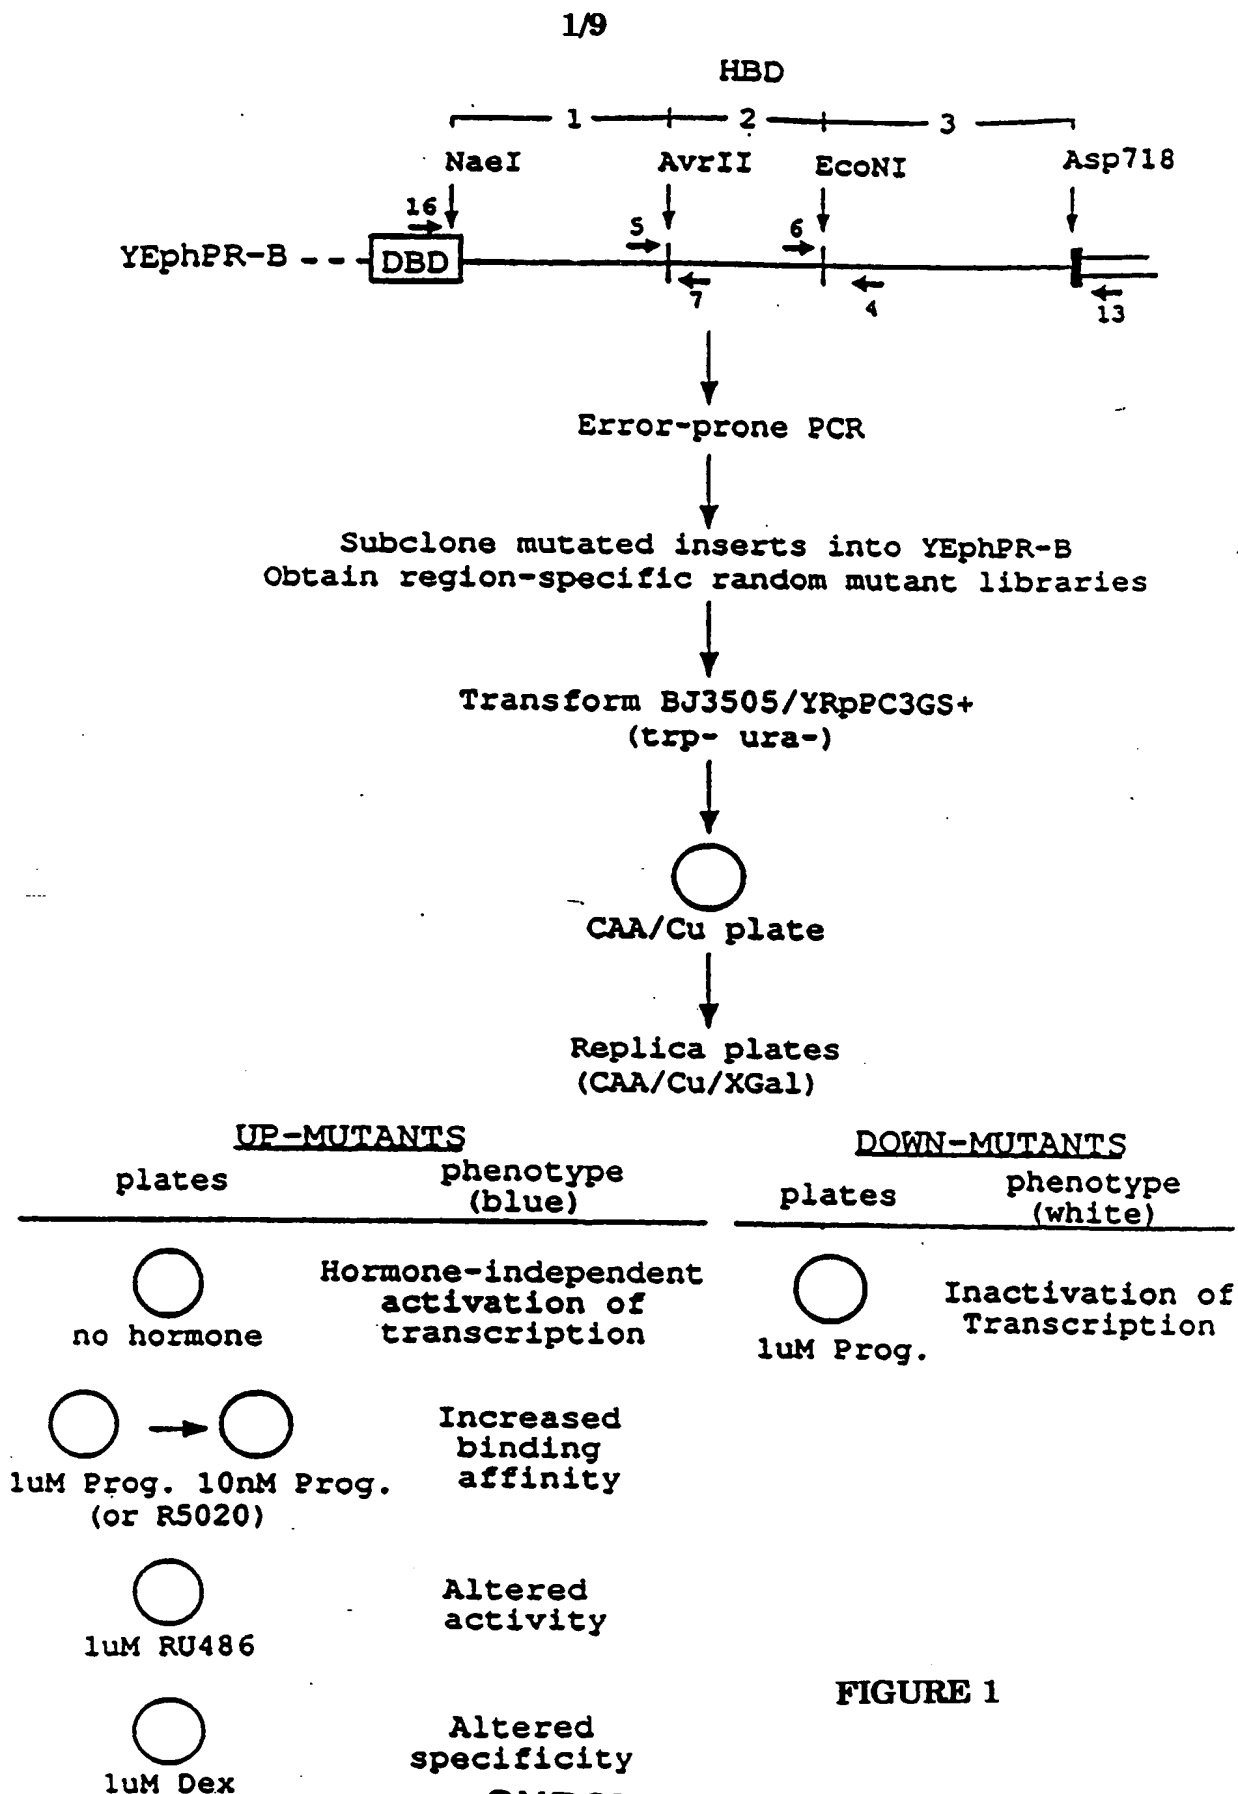 1/9
HBD
1 2 3
NaeI AvrII EcoNI Asp718
16 5 6
YEphPR-B DBD
7 4 13
Error-prone PCR
Subclone mutated inserts into YEphPR-B
Obtain region-specific random mutant libraries
Transform BJ3505/YRpPC3GS+
(trp- ura-)
CAA/Cu plate
Replica plates
(CAA/Cu/XGal)
UP-MUTANTS
plates phenotype
(blue)
no hormone
Hormone-independent
activation of
transcription
1uM Prog. 10nM Prog.
(or R5020)
Increased
binding
affinity
1uM RU486
Altered
activity
1uM Dex
Altered
specificity
DOWN-MUTANTS
plates phenotype
(white)
1uM Prog.
Inactivation of
Transcription
FIGURE 1